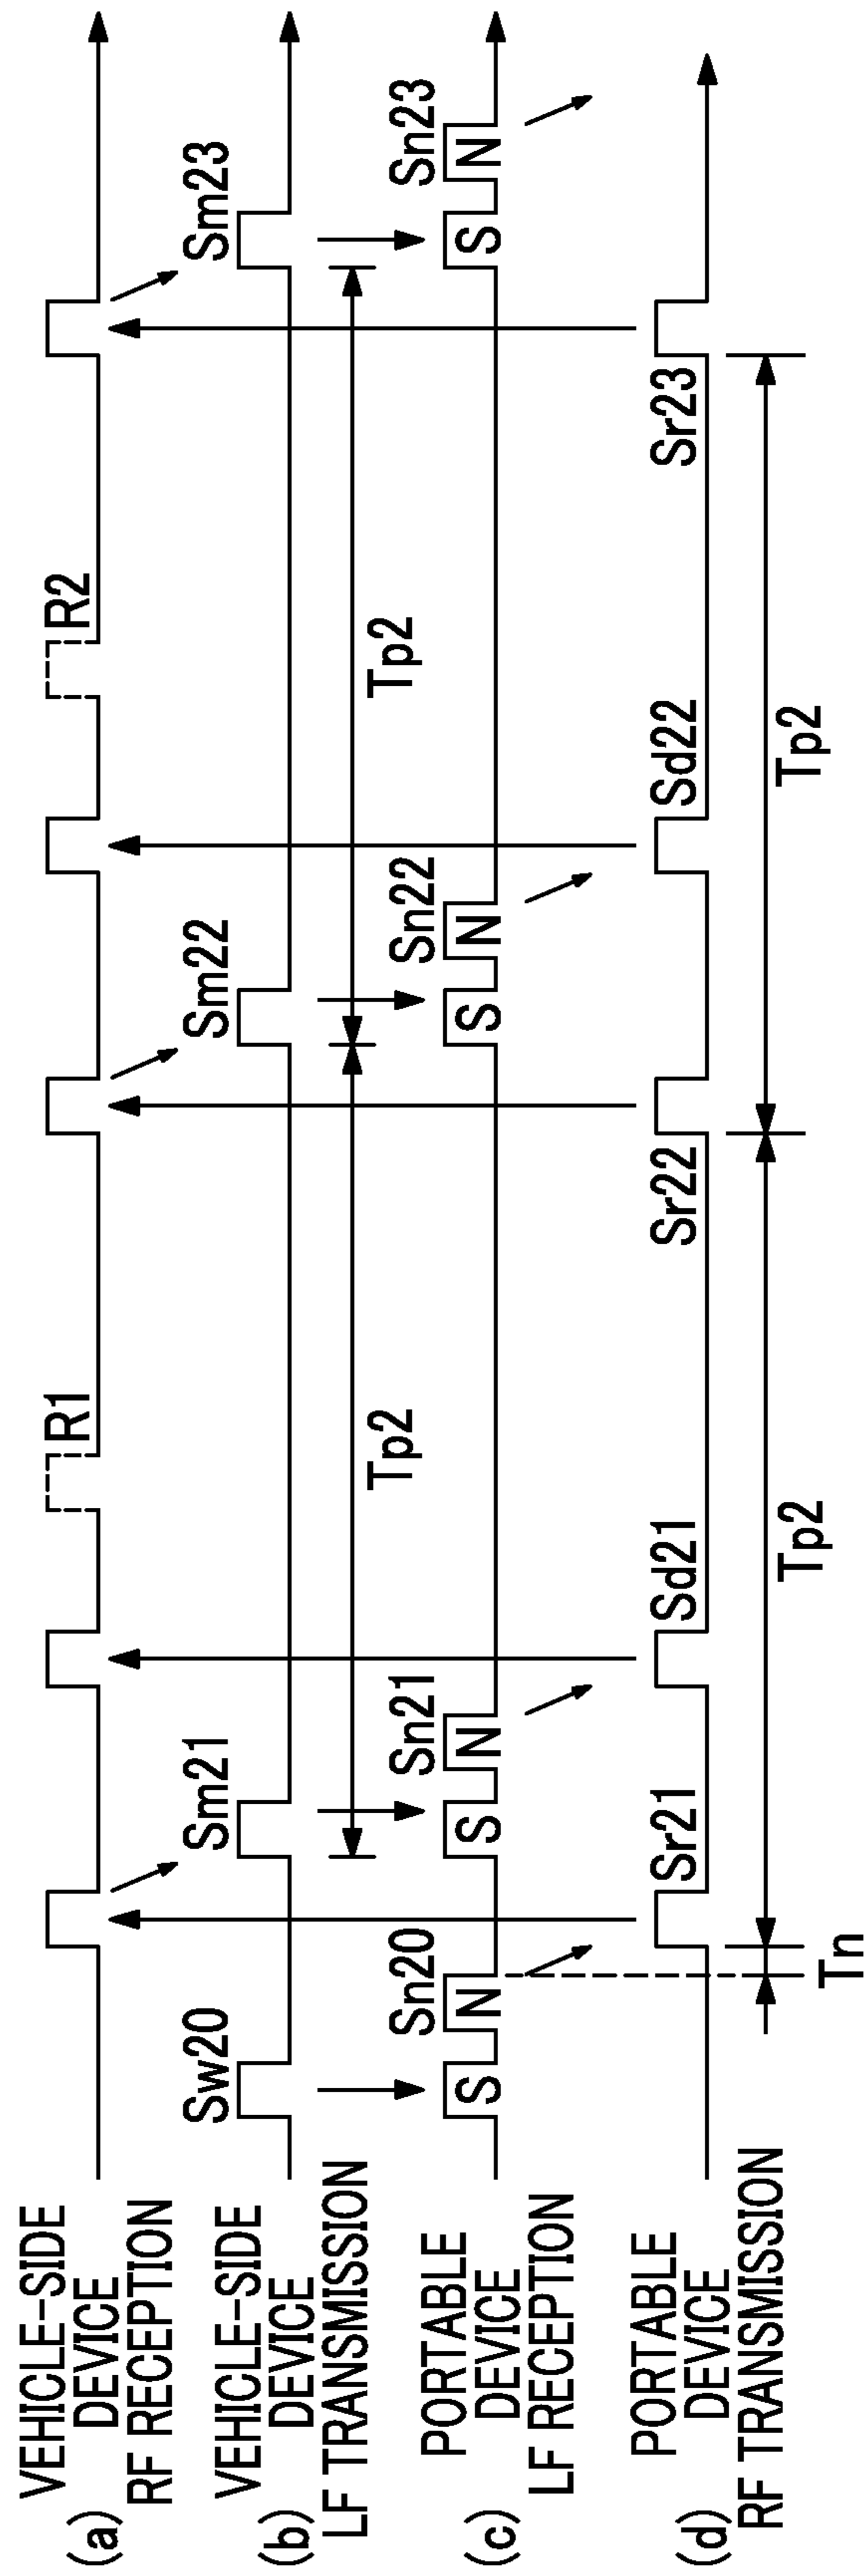 (a) VEHICLE-SIDE
DEVICE
RF RECEPTION
R1
R2
(b) VEHICLE-SIDE
DEVICE
LF TRANSMISSION
Sw20
Sm21
Sm22
Sm23
Tp2
Tp2
(c) PORTABLE
DEVICE
LF RECEPTION
S
Sn20
N
S
Sn21
N
S
Sn22
N
S
Sn23
N
(d) PORTABLE
DEVICE
RF TRANSMISSION
Sr21
Sd21
Sr22
Sd22
Sr23
Tn
Tp2
Tp2